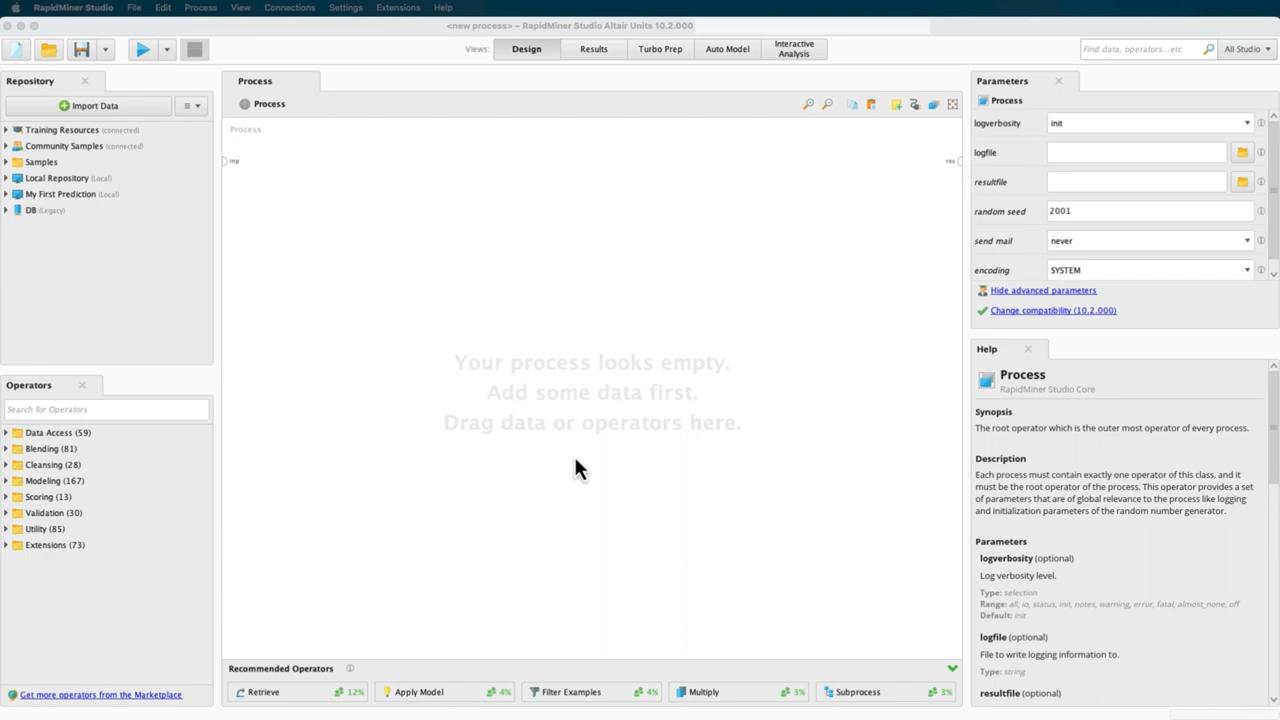 RapidMiner Studio File Edit Process View Connections Settings Extensions Help
<new process> – RapidMiner Studio Altair Units 10.2.000
Views: Design Results Turbo Prep Auto Model Interactive Analysis
Find data, operators...etc All Studio
Repository
Import Data
Training Resources (connected)
Community Samples (connected)
Samples
Local Repository (Local)
My First Prediction (Local)
DB (Legacy)
Operators
Search for Operators
Data Access (59)
Blending (81)
Cleansing (28)
Modeling (167)
Scoring (13)
Validation (30)
Utility (85)
Extensions (73)
Get more operators from the Marketplace
Process
Process
Process
inp
res
Your process looks empty.
Add some data first.
Drag data or operators here.
Recommended Operators
Retrieve 12% Apply Model 4% Filter Examples 4% Multiply 3% Subprocess 3%
Parameters
Process
logverbosity init
logfile
resultfile
random seed 2001
send mail never
encoding SYSTEM
Hide advanced parameters
Change compatibility (10.2.000)
Help
Process
RapidMiner Studio Core
Synopsis
The root operator which is the outer most operator of every process.
Description
Each process must contain exactly one operator of this class, and it
must be the root operator of the process. This operator provides a set
of parameters that are of global relevance to the process like logging
and initialization parameters of the random number generator.
Parameters
logverbosity (optional)
Log verbosity level.
Type: selection
Range: all, io, status, init, notes, warning, error, fatal, almost_none, off
Default: init
logfile (optional)
File to write logging information to.
Type: string
resultfile (optional)